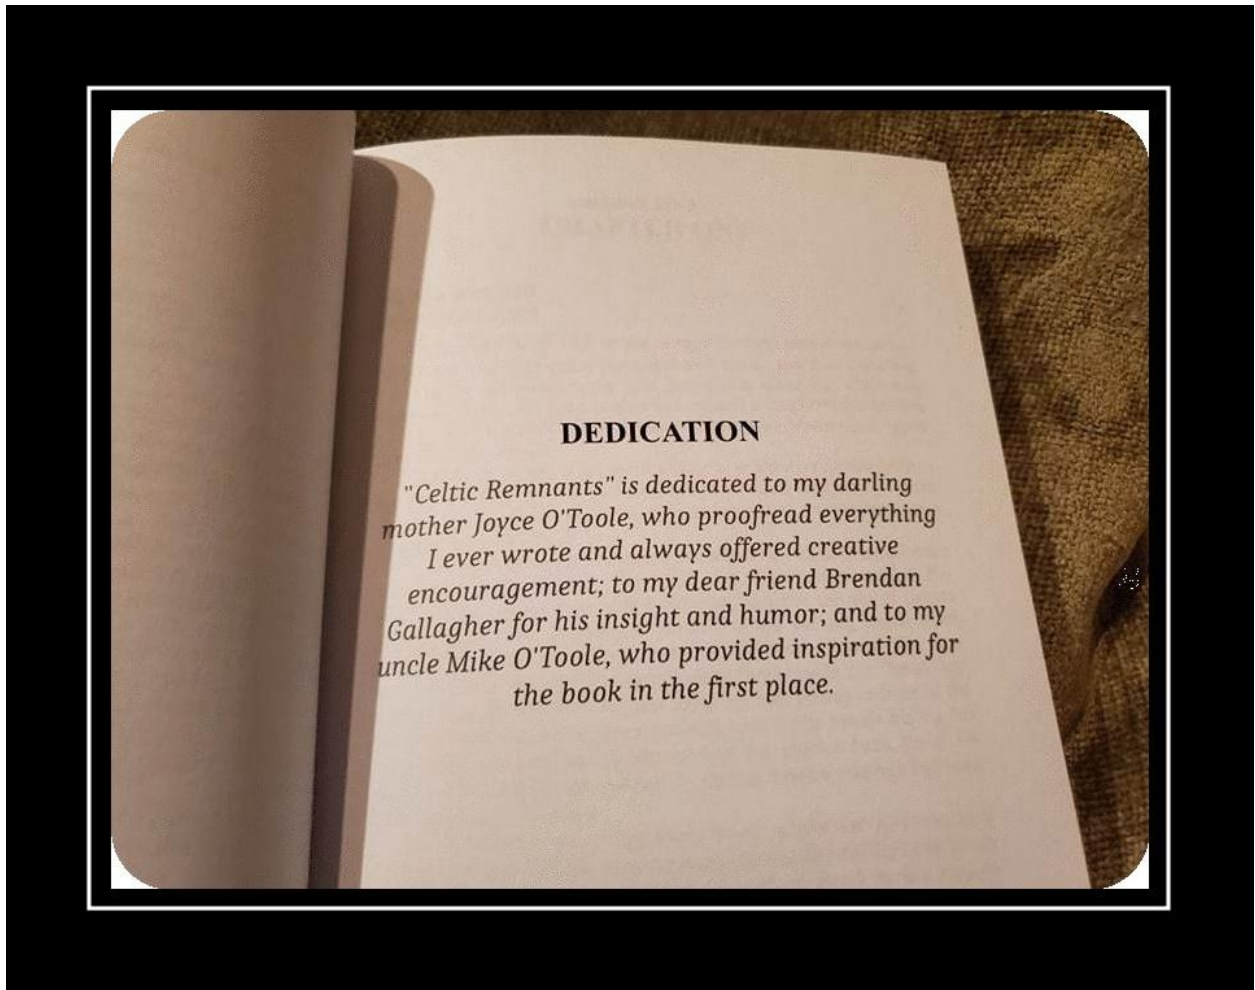 DEDICATION
"Celtic Remnants" is dedicated to my darling
mother Joyce O'Toole, who proofread everything
I ever wrote and always offered creative
encouragement; to my dear friend Brendan
Gallagher for his insight and humor; and to my
uncle Mike O'Toole, who provided inspiration for
the book in the first place.